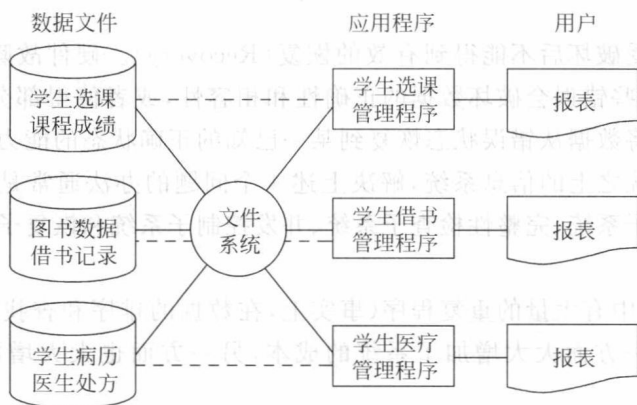 数据文件
应用程序
用户
学生选课
课程成绩
学生选课
管理程序
报表
图书数据
借书记录
文件
系统
学生借书
管理程序
报表
学生病历
医生处方
学生医疗
管理程序
报表